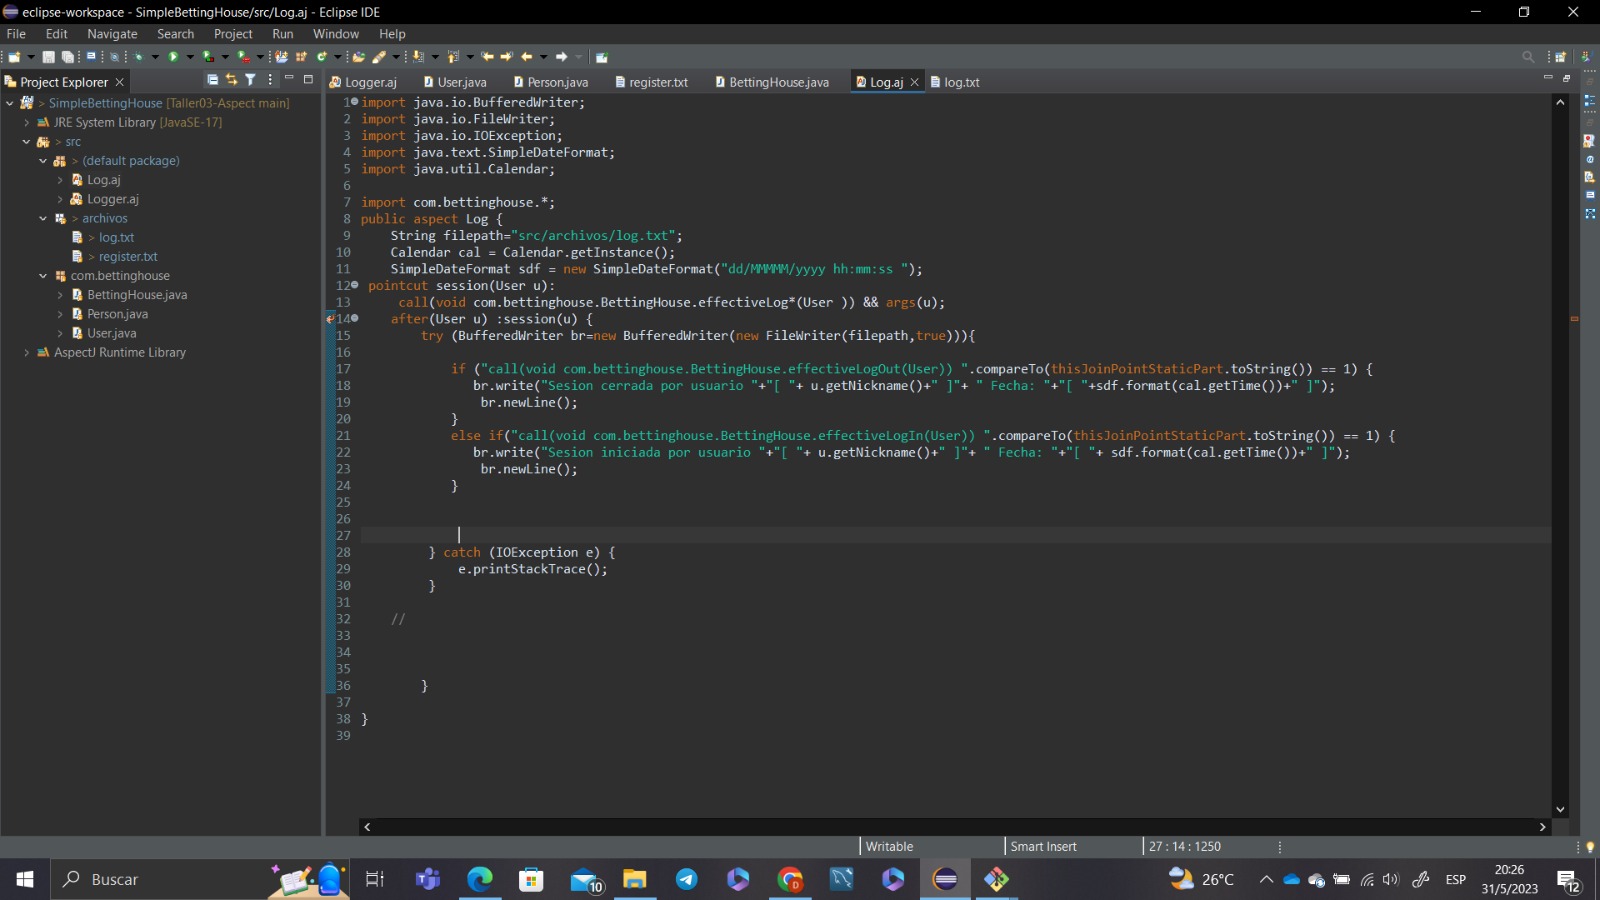 eclipse-workspace - SimpleBettingHouse/src/Log.aj - Eclipse IDE
File Edit Navigate Search Project Run Window Help
Project Explorer
Logger.aj User.java Person.java register.txt BettingHouse.java Log.aj log.txt
> SimpleBettingHouse [Taller03-Aspect main]
JRE System Library [JavaSE-17]
> src
> (default package)
Log.aj
Logger.aj
> archivos
> log.txt
> register.txt
com.bettinghouse
BettingHouse.java
Person.java
User.java
AspectJ Runtime Library
1 import java.io.BufferedWriter;
2 import java.io.FileWriter;
3 import java.io.IOException;
4 import java.text.SimpleDateFormat;
5 import java.util.Calendar;
6
7 import com.bettinghouse.*;
8 public aspect Log {
9 String filepath="src/archivos/log.txt";
10 Calendar cal = Calendar.getInstance();
11 SimpleDateFormat sdf = new SimpleDateFormat("dd/MMMMM/yyyy hh:mm:ss ");
12 pointcut session(User u):
13 call(void com.bettinghouse.BettingHouse.effectiveLog*(User )) && args(u);
14 after(User u) :session(u) {
15 try (BufferedWriter br=new BufferedWriter(new FileWriter(filepath,true))){
16
17 if ("call(void com.bettinghouse.BettingHouse.effectiveLogOut(User)) ".compareTo(thisJoinPointStaticPart.toString()) == 1) {
18 br.write("Sesion cerrada por usuario "+"[ "+ u.getNickname()+" ]"+ " Fecha: "+"[ "+sdf.format(cal.getTime())+" ]");
19 br.newLine();
20 }
21 else if("call(void com.bettinghouse.BettingHouse.effectiveLogIn(User)) ".compareTo(thisJoinPointStaticPart.toString()) == 1) {
22 br.write("Sesion iniciada por usuario "+"[ "+ u.getNickname()+" ]"+ " Fecha: "+"[ "+ sdf.format(cal.getTime())+" ]");
23 br.newLine();
24 }
25
26
27
28 } catch (IOException e) {
29 e.printStackTrace();
30 }
31
32 //
33
34
35
36 }
37
38 }
39
Writable Smart Insert 27 : 14 : 1250
Buscar 10 26°C ESP 20:26
31/5/2023 12